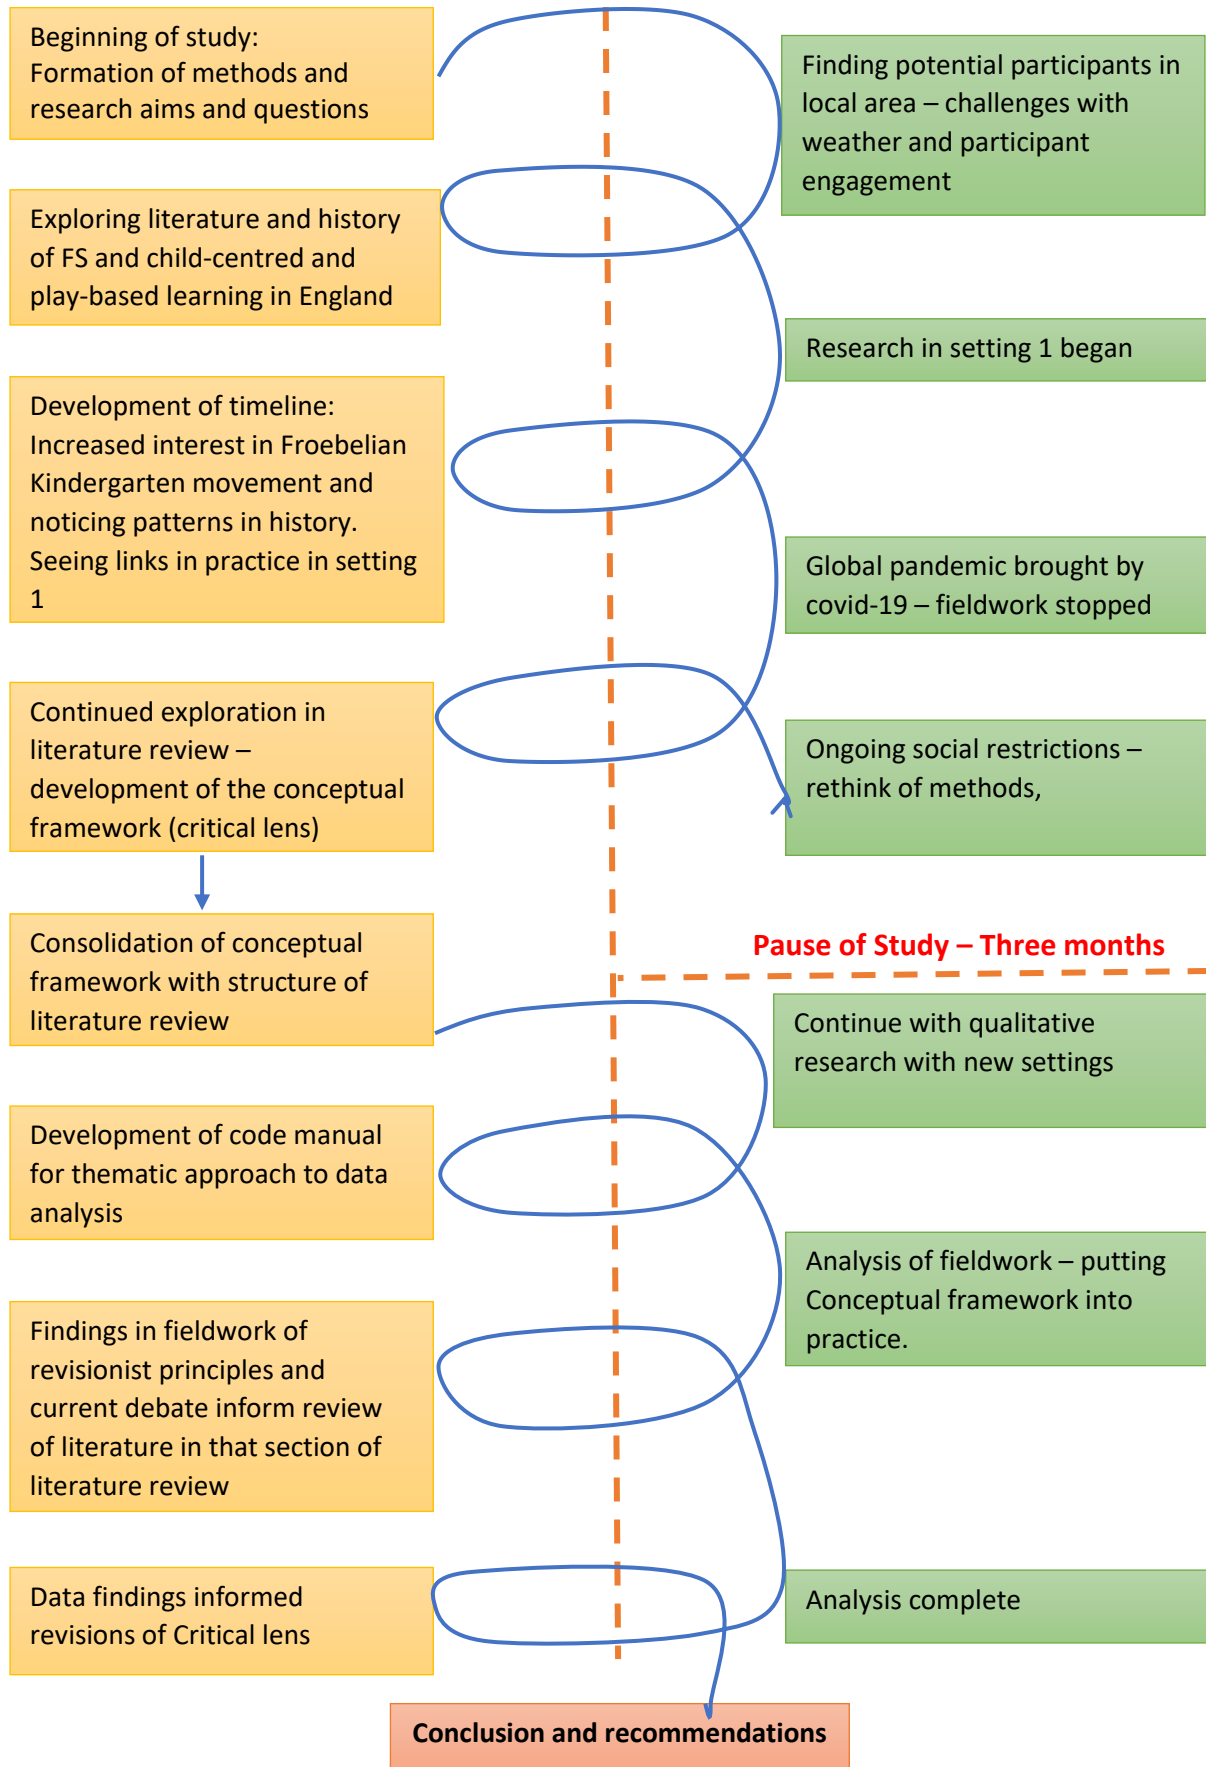 Beginning of study:
Formation of methods and
research aims and questions
Finding potential participants in
local area – challenges with
weather and participant
engagement
Exploring literature and history
of FS and child-centred and
play-based learning in England
Research in setting 1 began
Development of timeline:
Increased interest in Froebelian
Kindergarten movement and
noticing patterns in history.
Seeing links in practice in setting
1
Global pandemic brought by
covid-19 – fieldwork stopped
Continued exploration in
literature review –
development of the conceptual
framework (critical lens)
Ongoing social restrictions –
rethink of methods,
Consolidation of conceptual
framework with structure of
literature review
Pause of Study – Three months
Continue with qualitative
research with new settings
Development of code manual
for thematic approach to data
analysis
Analysis of fieldwork – putting
Conceptual framework into
practice.
Findings in fieldwork of
revisionist principles and
current debate inform review
of literature in that section of
literature review
Data findings informed
revisions of Critical lens
Analysis complete
Conclusion and recommendations